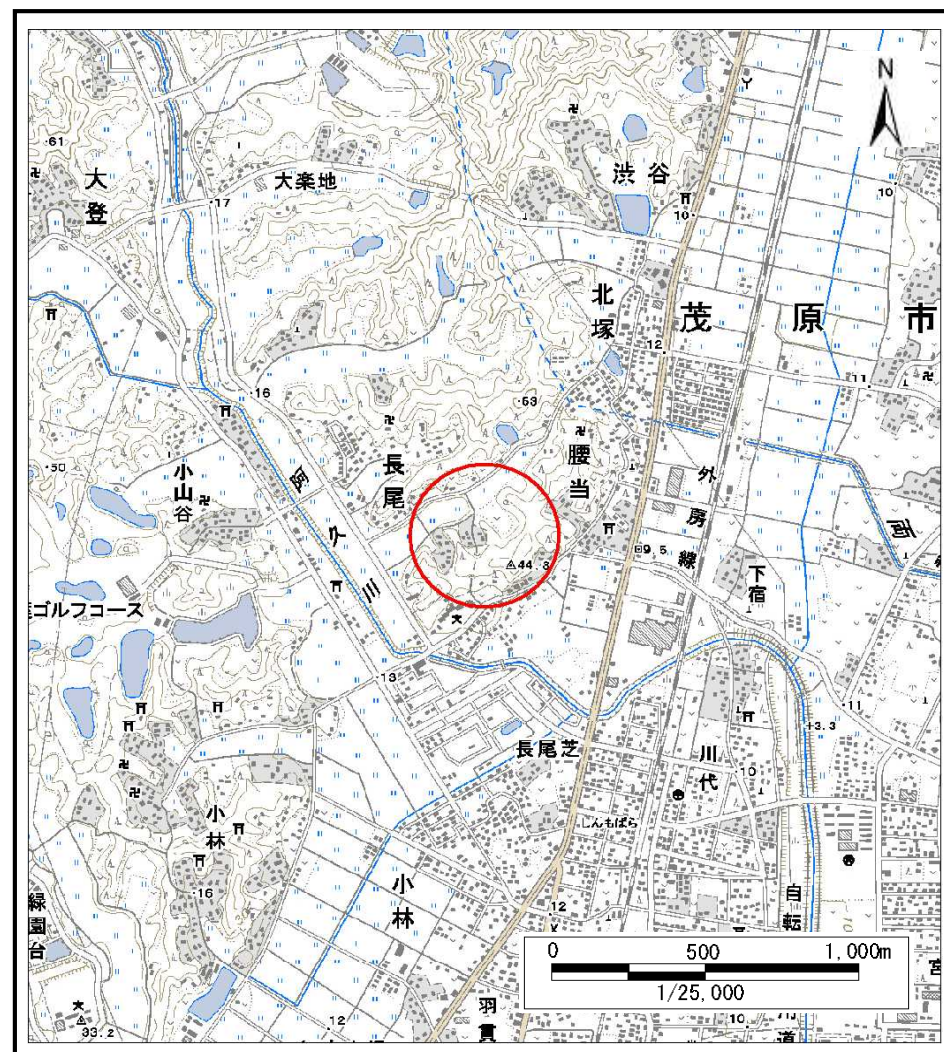 N
61
大登
17
大楽地
渋谷
10
10
北塚
茂原市
12
11
16
53
長尾
腰当
小山谷
50
阿久川
44.3
外房線
9.5
下宿
ゴルフコース
13
11
3.3
長尾芝
川代
10
しんもばら
小林
16
小林
緑園台
自転
12
33.2
12
羽貫
10
0 500 1,000m
1/25,000